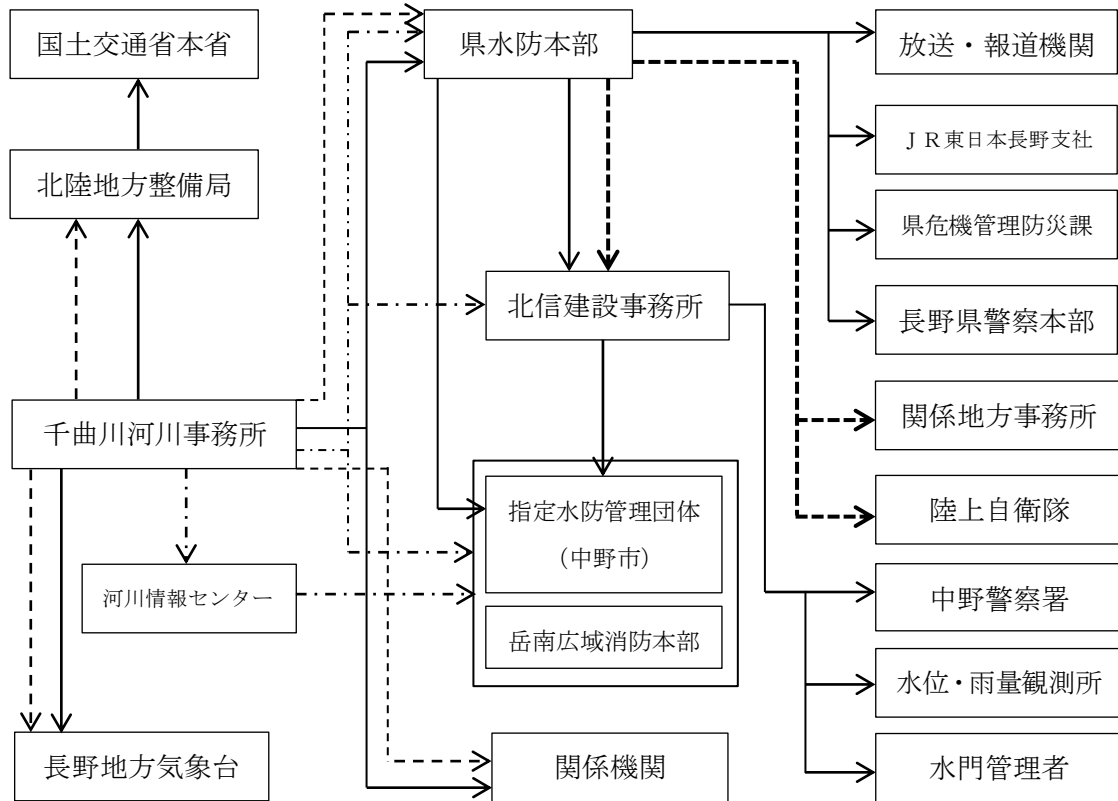 国土交通省本省
北陸地方整備局
千曲川河川事務所
河川情報センター
長野地方気象台
県水防本部
北信建設事務所
指定水防管理団体
（中野市）
岳南広域消防本部
関係機関
放送・報道機関
ＪＲ東日本長野支社
県危機管理防災課
長野県警察本部
関係地方事務所
陸上自衛隊
中野警察署
水位・雨量観測所
水門管理者